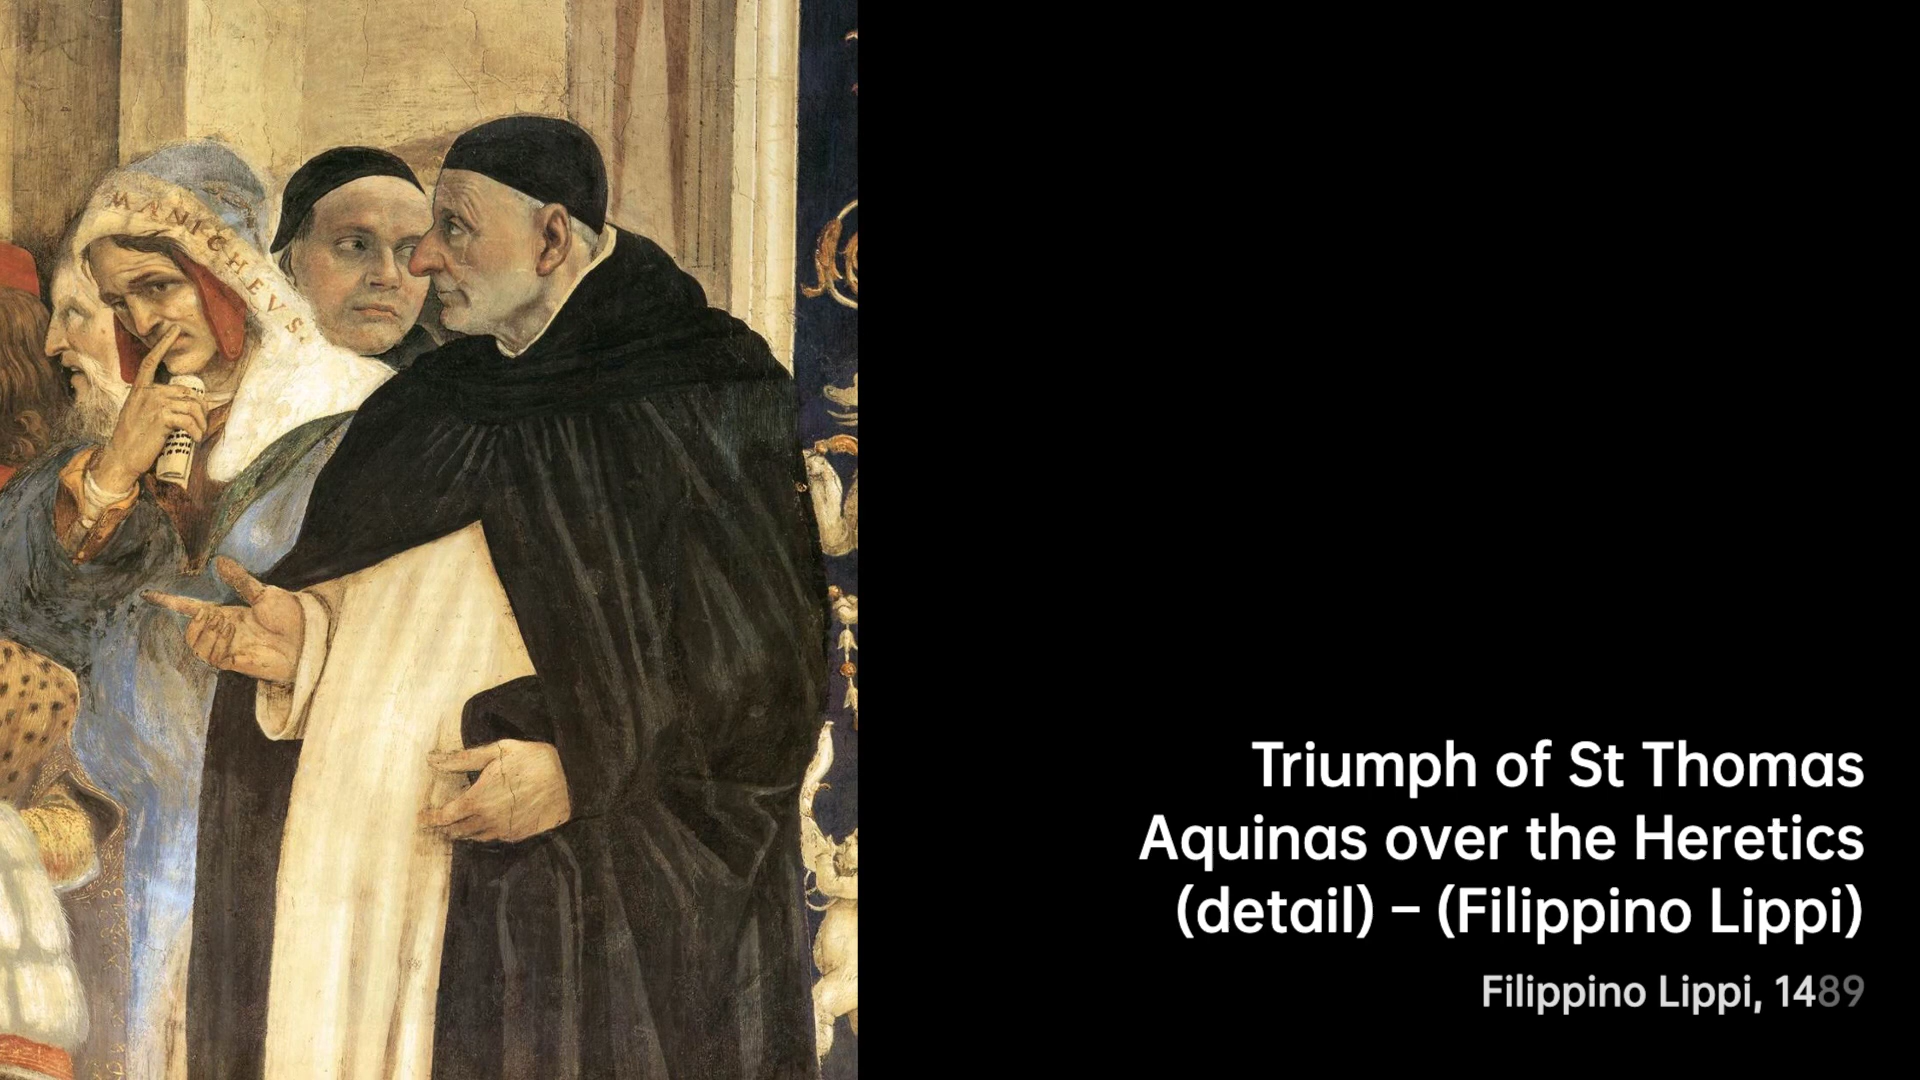 MANICHEVS
Triumph of St Thomas
Aquinas over the Heretics
(detail) – (Filippino Lippi)
Filippino Lippi, 1489